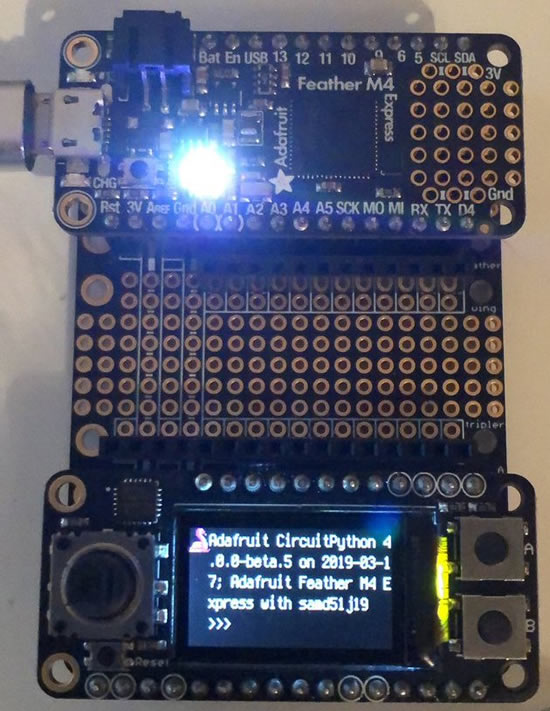 Bat En USB 13 12 11 10 9 6 5 SCL SDA
3V
Feather M4
Express
Adafruit
CHG
Gnd
Rst 3V AREF Gnd A0 A1 A2 A3 A4 A5 SCK MO MI RX TX D4
Adafruit CircuitPython 4
.0.0-beta.5 on 2019-03-1
7; Adafruit Feather M4 E
xpress with samd51j19
>>>
A
B
Reset